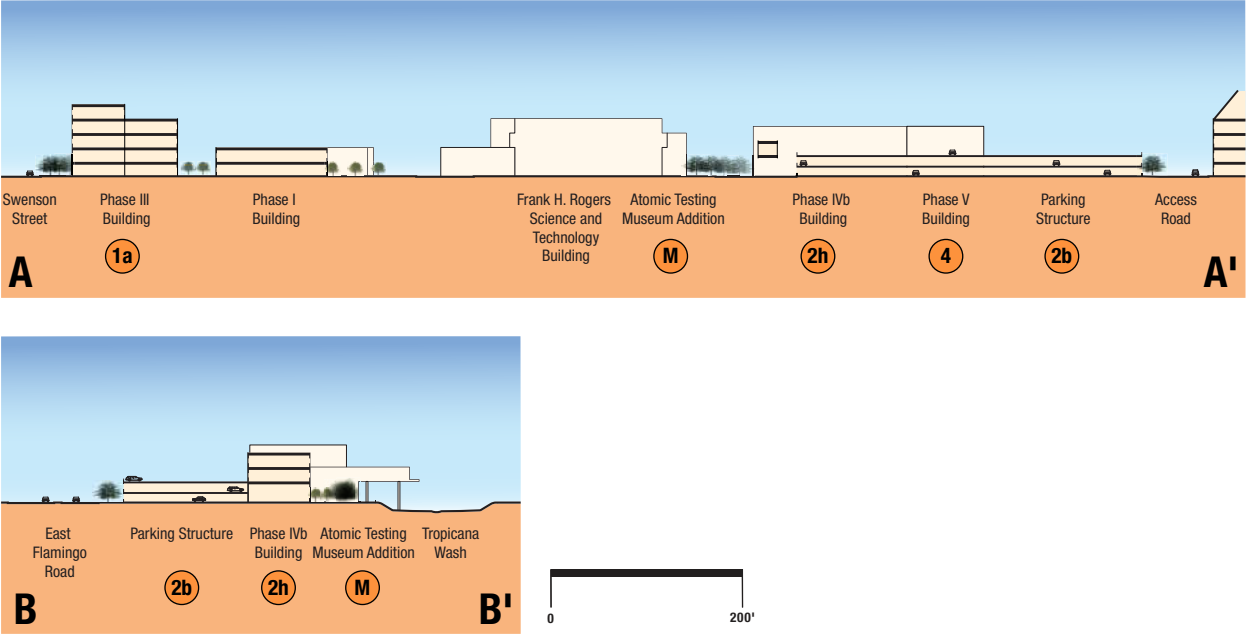 Swenson
Street
Phase III
Building
1a
Phase I
Building
Frank H. Rogers
Science and
Technology
Building
Atomic Testing
Museum Addition
M
Phase IVb
Building
2h
Phase V
Building
4
Parking
Structure
2b
Access
Road
A
A'
East
Flamingo
Road
Parking Structure
2b
Phase IVb
Building
2h
Atomic Testing
Museum Addition
M
Tropicana
Wash
B
B'
0
200'